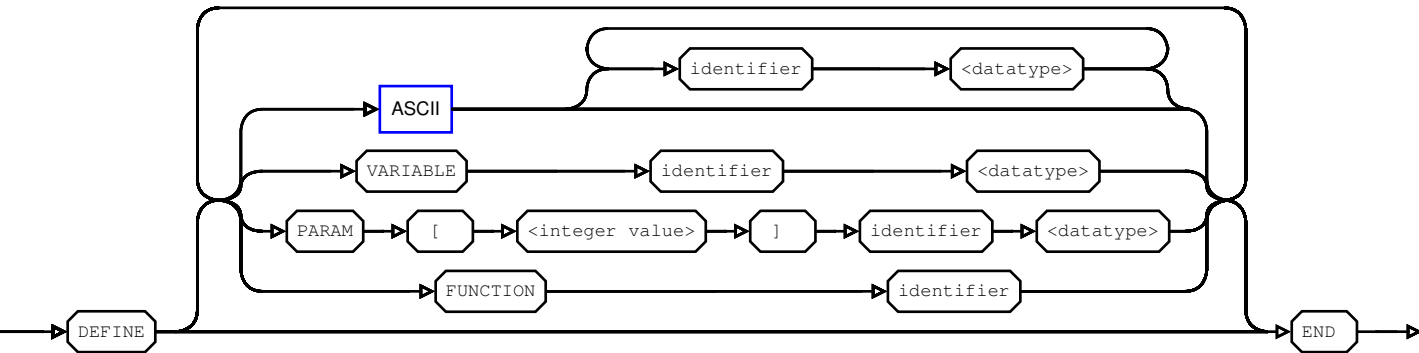 identifier <datatype>
ASCII
VARIABLE identifier <datatype>
PARAM [ <integer value> ] identifier <datatype>
FUNCTION identifier
DEFINE END